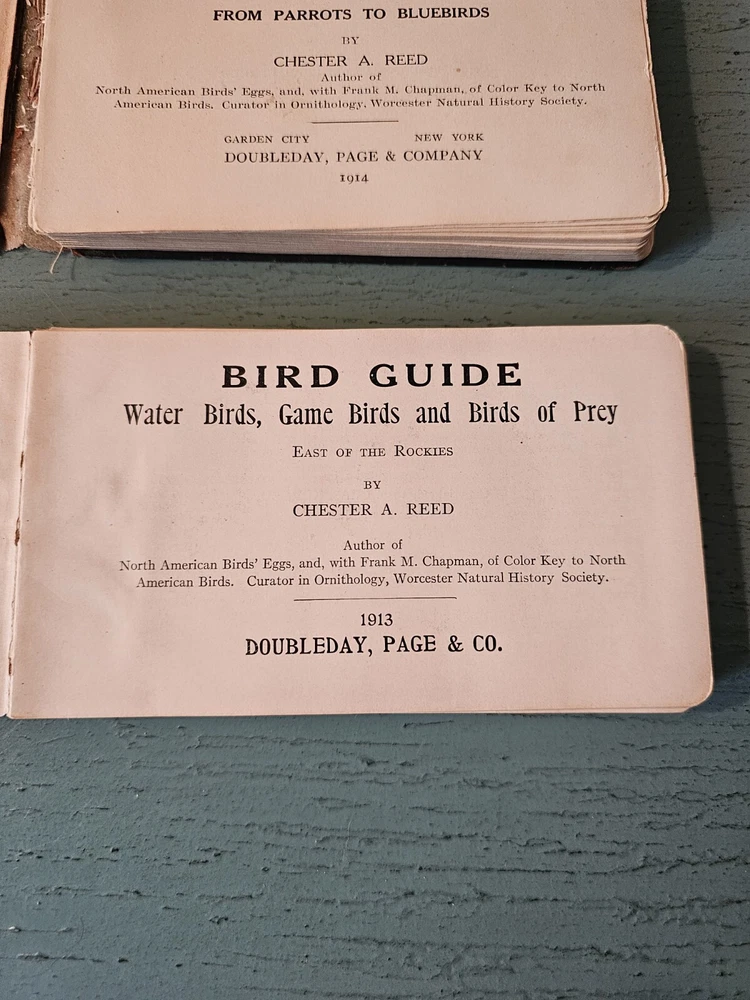 FROM PARROTS TO BLUEBIRDS
BY
CHESTER A. REED
Author of
North American Birds' Eggs, and, with Frank M. Chapman, of Color Key to North
American Birds. Curator in Ornithology, Worcester Natural History Society.
GARDEN CITY NEW YORK
DOUBLEDAY, PAGE & COMPANY
1914
BIRD GUIDE
Water Birds, Game Birds and Birds of Prey
EAST OF THE ROCKIES
BY
CHESTER A. REED
Author of
North American Birds' Eggs, and, with Frank M. Chapman, of Color Key to North
American Birds. Curator in Ornithology, Worcester Natural History Society.
1913
DOUBLEDAY, PAGE & CO.